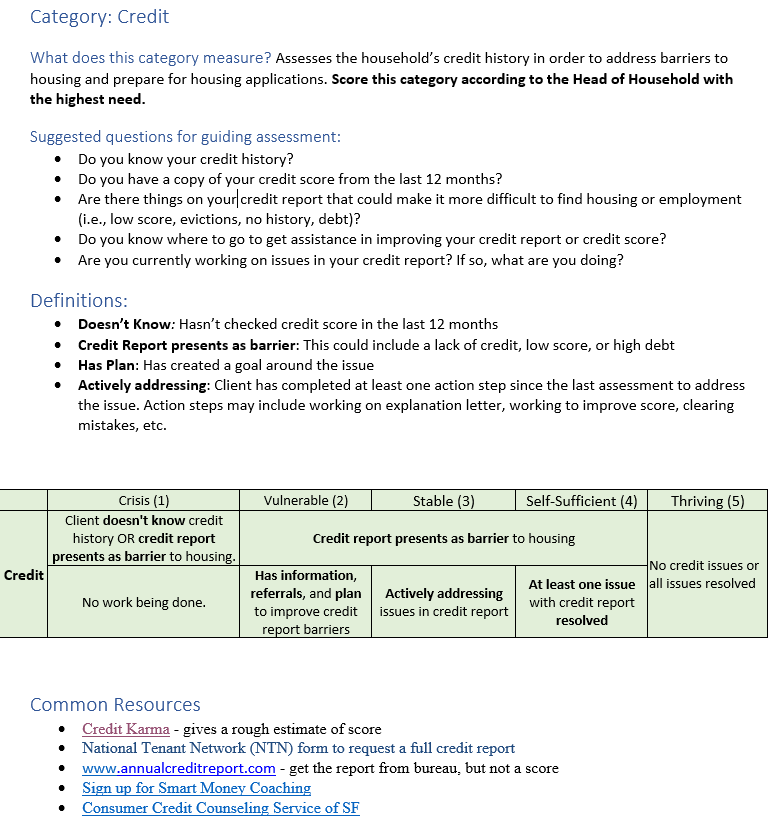 Category: Credit
What does this category measure? Assesses the household's credit history in order to address barriers to
housing and prepare for housing applications. Score this category according to the Head of Household with
the highest need.
Suggested questions for guiding assessment:
• Do you know your credit history?
• Do you have a copy of your credit score from the last 12 months?
• Are there things on your credit report that could make it more difficult to find housing or employment
(i.e., low score, evictions, no history, debt)?
• Do you know where to go to get assistance in improving your credit report or credit score?
• Are you currently working on issues in your credit report? If so, what are you doing?
Definitions:
• Doesn't Know: Hasn't checked credit score in the last 12 months
• Credit Report presents as barrier: This could include a lack of credit, low score, or high debt
• Has Plan: Has created a goal around the issue
• Actively addressing: Client has completed at least one action step since the last assessment to address
the issue. Action steps may include working on explanation letter, working to improve score, clearing
mistakes, etc.
Crisis (1) Vulnerable (2) Stable (3) Self-Sufficient (4) Thriving (5)
Credit
Client doesn't know credit
history OR credit report
presents as barrier to housing.
Credit report presents as barrier to housing
No work being done.
Has information,
referrals, and plan
to improve credit
report barriers
Actively addressing
issues in credit report
At least one issue
with credit report
resolved
No credit issues or
all issues resolved
Common Resources
• Credit Karma - gives a rough estimate of score
• National Tenant Network (NTN) form to request a full credit report
• www.annualcreditreport.com - get the report from bureau, but not a score
• Sign up for Smart Money Coaching
• Consumer Credit Counseling Service of SF